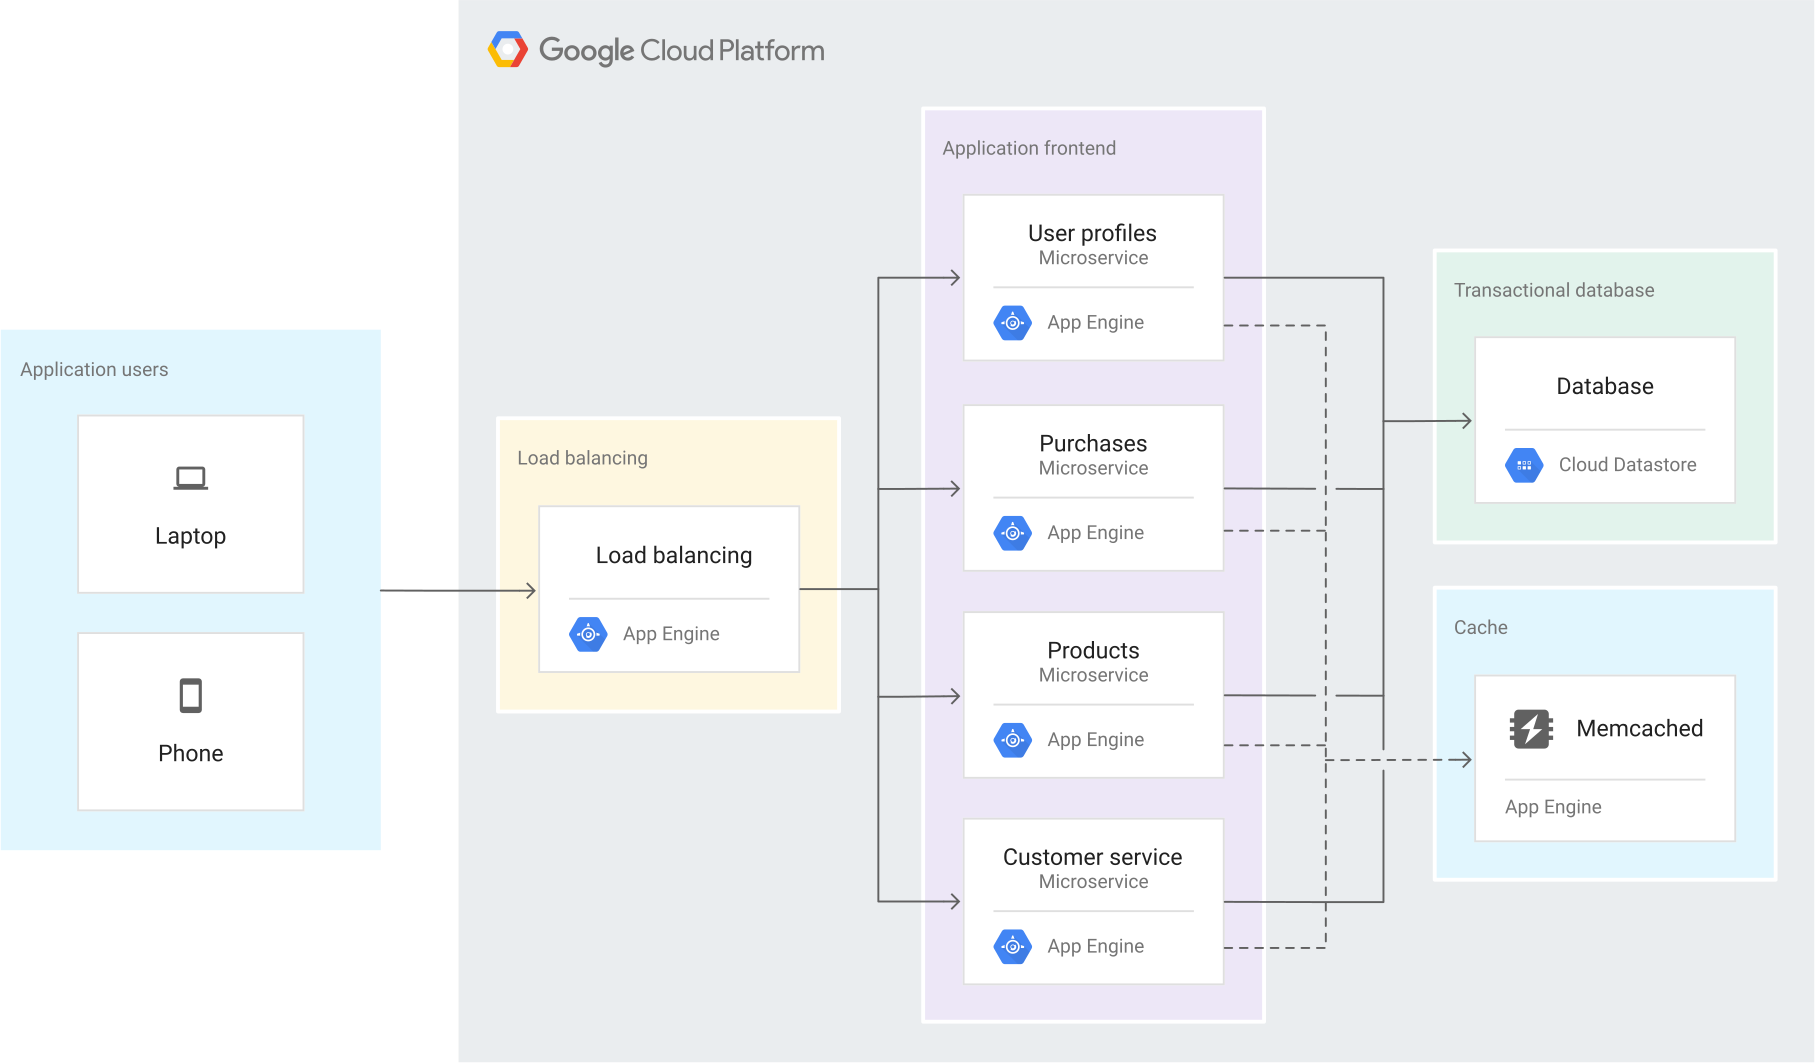 Google Cloud Platform
Application users
Laptop
Phone
Load balancing
Load balancing
App Engine
Application frontend
User profiles
Microservice
App Engine
Purchases
Microservice
App Engine
Products
Microservice
App Engine
Customer service
Microservice
App Engine
Transactional database
Database
Cloud Datastore
Cache
Memcached
App Engine